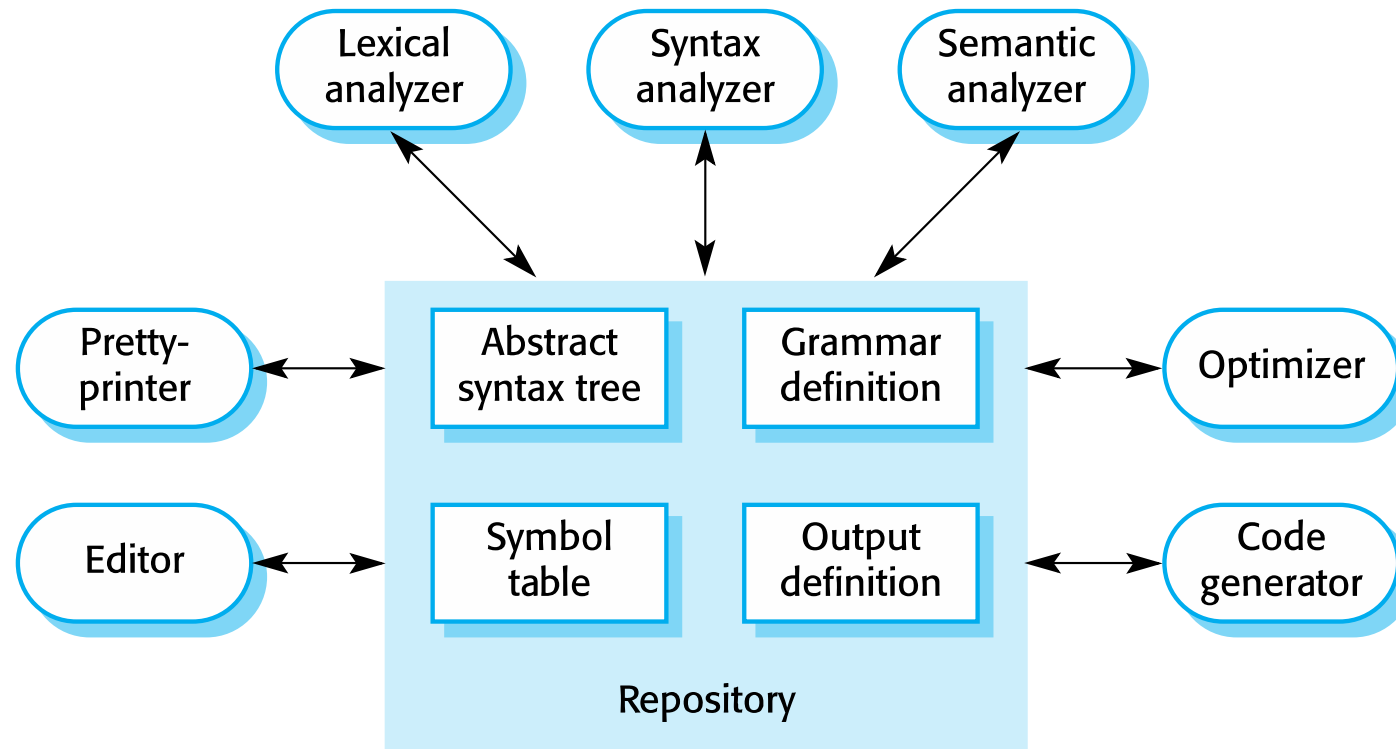 Lexical
analyzer
Syntax
analyzer
Semantic
analyzer
Pretty-
printer
Abstract
syntax tree
Grammar
definition
Optimizer
Editor
Symbol
table
Output
definition
Code
generator
Repository